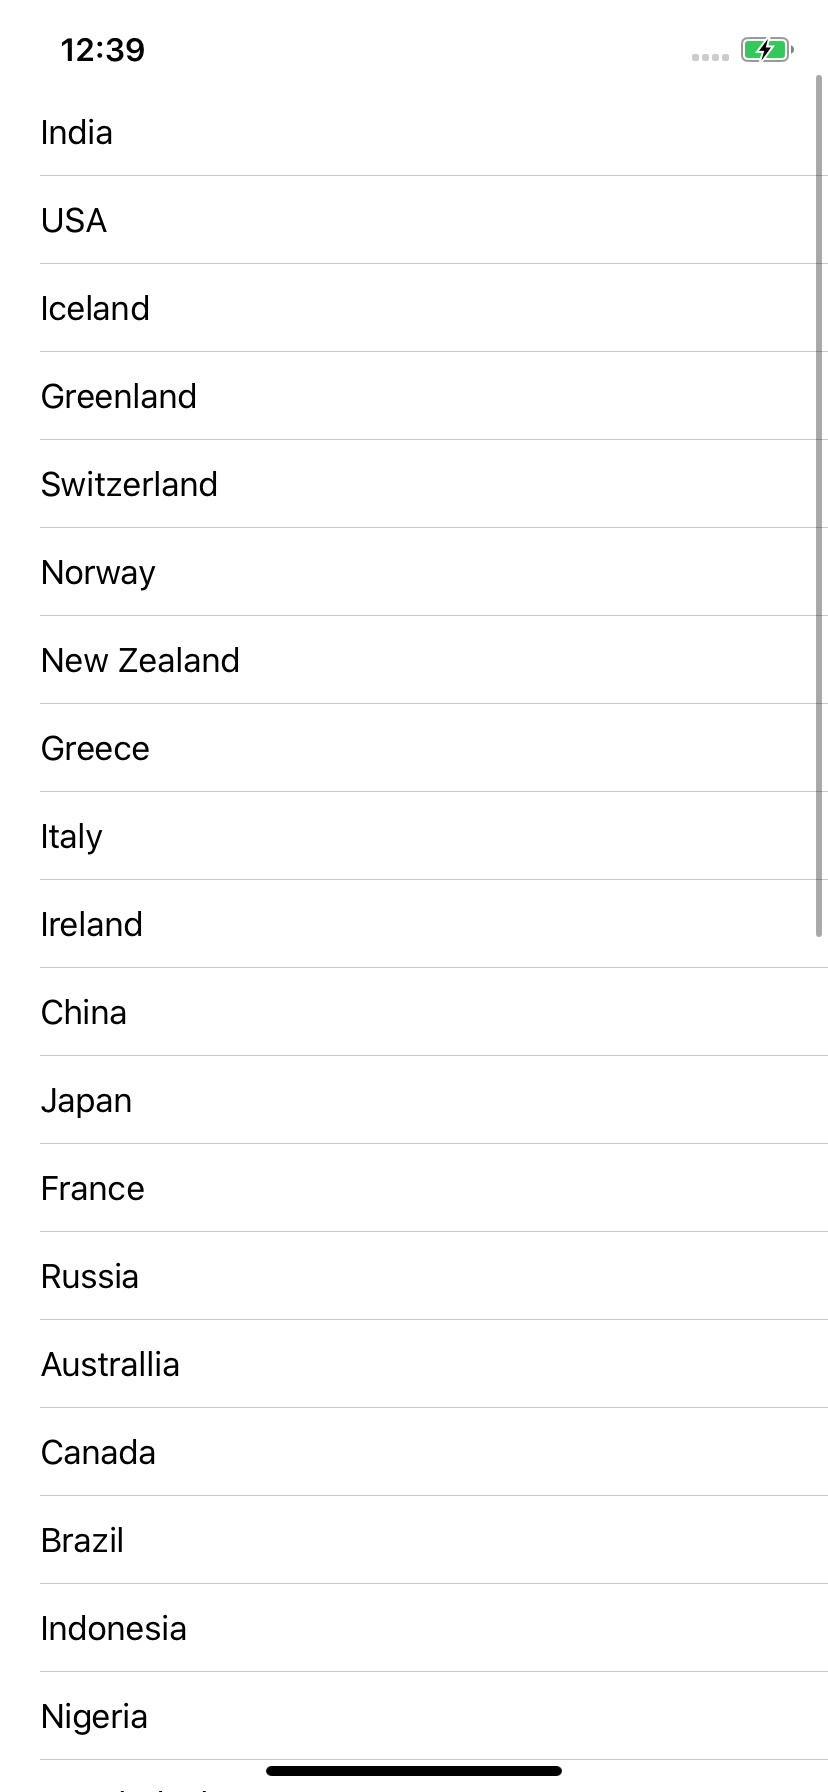 12:39
India
USA
Iceland
Greenland
Switzerland
Norway
New Zealand
Greece
Italy
Ireland
China
Japan
France
Russia
Australlia
Canada
Brazil
Indonesia
Nigeria